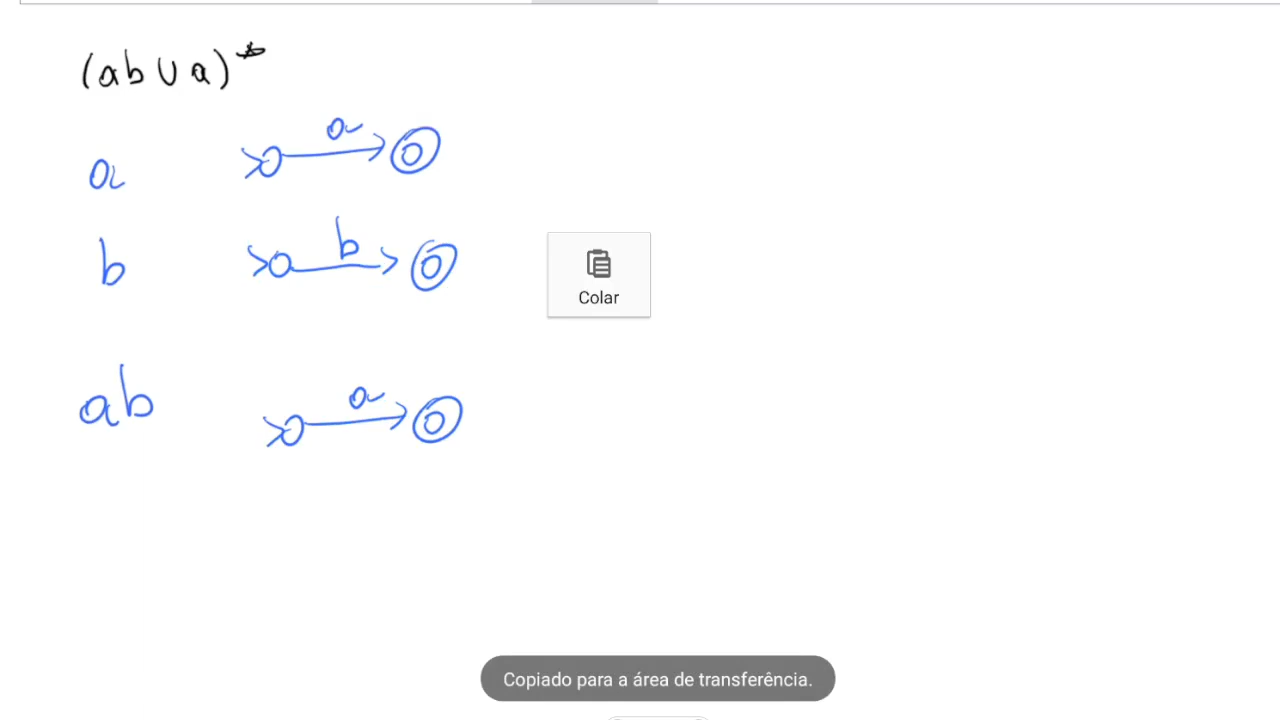 (ab ∪ a)*
a a
b b
Colar
ab a
Copiado para a área de transferência.